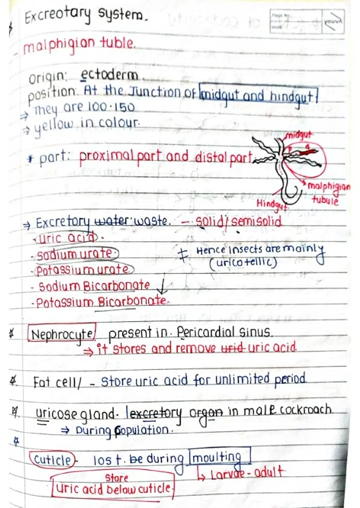 Excreotary system.
malphigian tuble.
origin: ectoderm.
position: At the Junction of midgut and hindgut
⇒ They are 100-150
⇒ yellow in colour.
* part: proximal part and distal part
midgut
P
d
malphigian
tubule
Hindgut
⇒ Excretory water: waste. - solid/semisolid
• uric acid.
• sodium urate
• Potassium urate
• Sodium Bicarbonate
• Potassium Bicarbonate.
Hence insects are mainly
(uricotellic)
Nephrocyte present in. Pericardial sinus.
⇒ it stores and remove urid uric acid
Fat cell/ - Store uric acid for unlimited period
uricose gland. excretory organ in male cockroach
⇒ During Copulation.
Cuticle - lost. be during moulting
↳ Larvae - adult
Store
Uric acid below cuticle